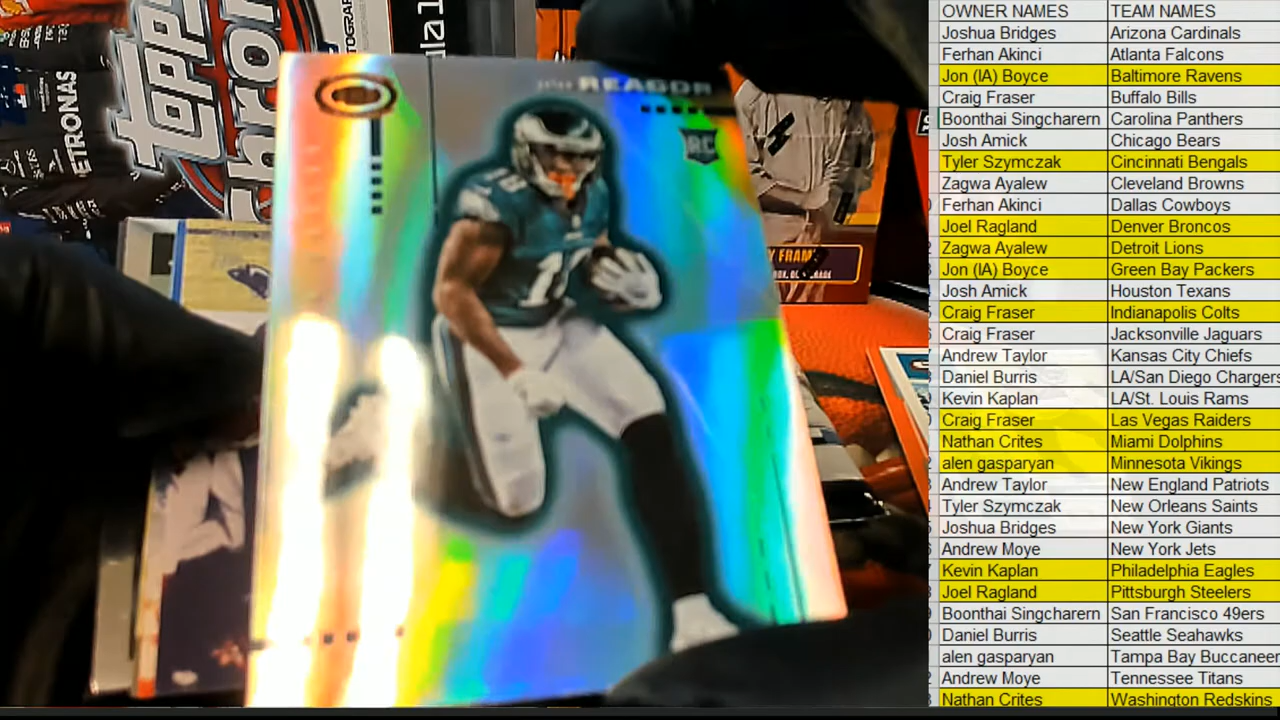 TOPPS
Chrom
PETRONAS
REAGOR
RC
18
Y FRAM
OWNER NAMES TEAM NAMES
Joshua Bridges Arizona Cardinals
Ferhan Akinci Atlanta Falcons
Jon (IA) Boyce Baltimore Ravens
Craig Fraser Buffalo Bills
Boonthai Singcharern Carolina Panthers
Josh Amick Chicago Bears
Tyler Szymczak Cincinnati Bengals
Zagwa Ayalew Cleveland Browns
Ferhan Akinci Dallas Cowboys
Joel Ragland Denver Broncos
Zagwa Ayalew Detroit Lions
Jon (IA) Boyce Green Bay Packers
Josh Amick Houston Texans
Craig Fraser Indianapolis Colts
Craig Fraser Jacksonville Jaguars
Andrew Taylor Kansas City Chiefs
Daniel Burris LA/San Diego Chargers
Kevin Kaplan LA/St. Louis Rams
Craig Fraser Las Vegas Raiders
Nathan Crites Miami Dolphins
alen gasparyan Minnesota Vikings
Andrew Taylor New England Patriots
Tyler Szymczak New Orleans Saints
Joshua Bridges New York Giants
Andrew Moye New York Jets
Kevin Kaplan Philadelphia Eagles
Joel Ragland Pittsburgh Steelers
Boonthai Singcharern San Francisco 49ers
Daniel Burris Seattle Seahawks
alen gasparyan Tampa Bay Buccaneer
Andrew Moye Tennessee Titans
Nathan Crites Washington Redskins